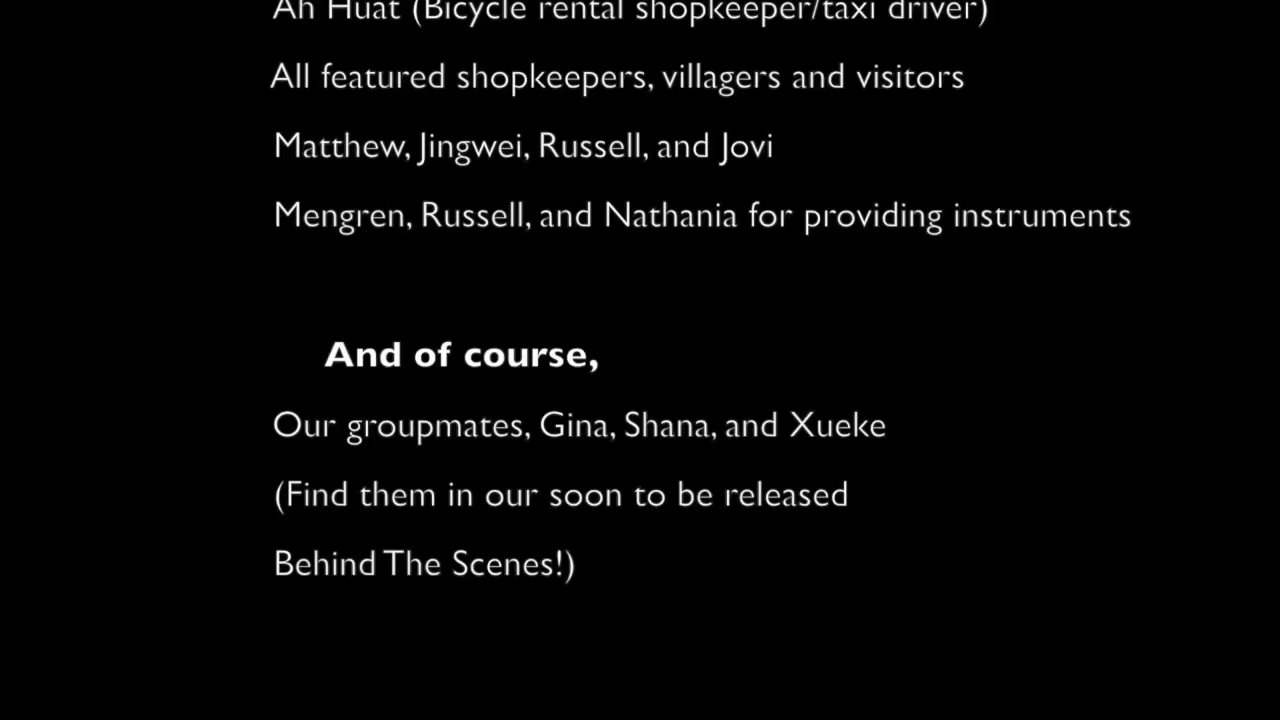 Ah Huat (Bicycle rental shopkeeper/taxi driver)
All featured shopkeepers, villagers and visitors
Matthew, Jingwei, Russell, and Jovi
Mengren, Russell, and Nathania for providing instruments
And of course,
Our groupmates, Gina, Shana, and Xueke
(Find them in our soon to be released
Behind The Scenes!)